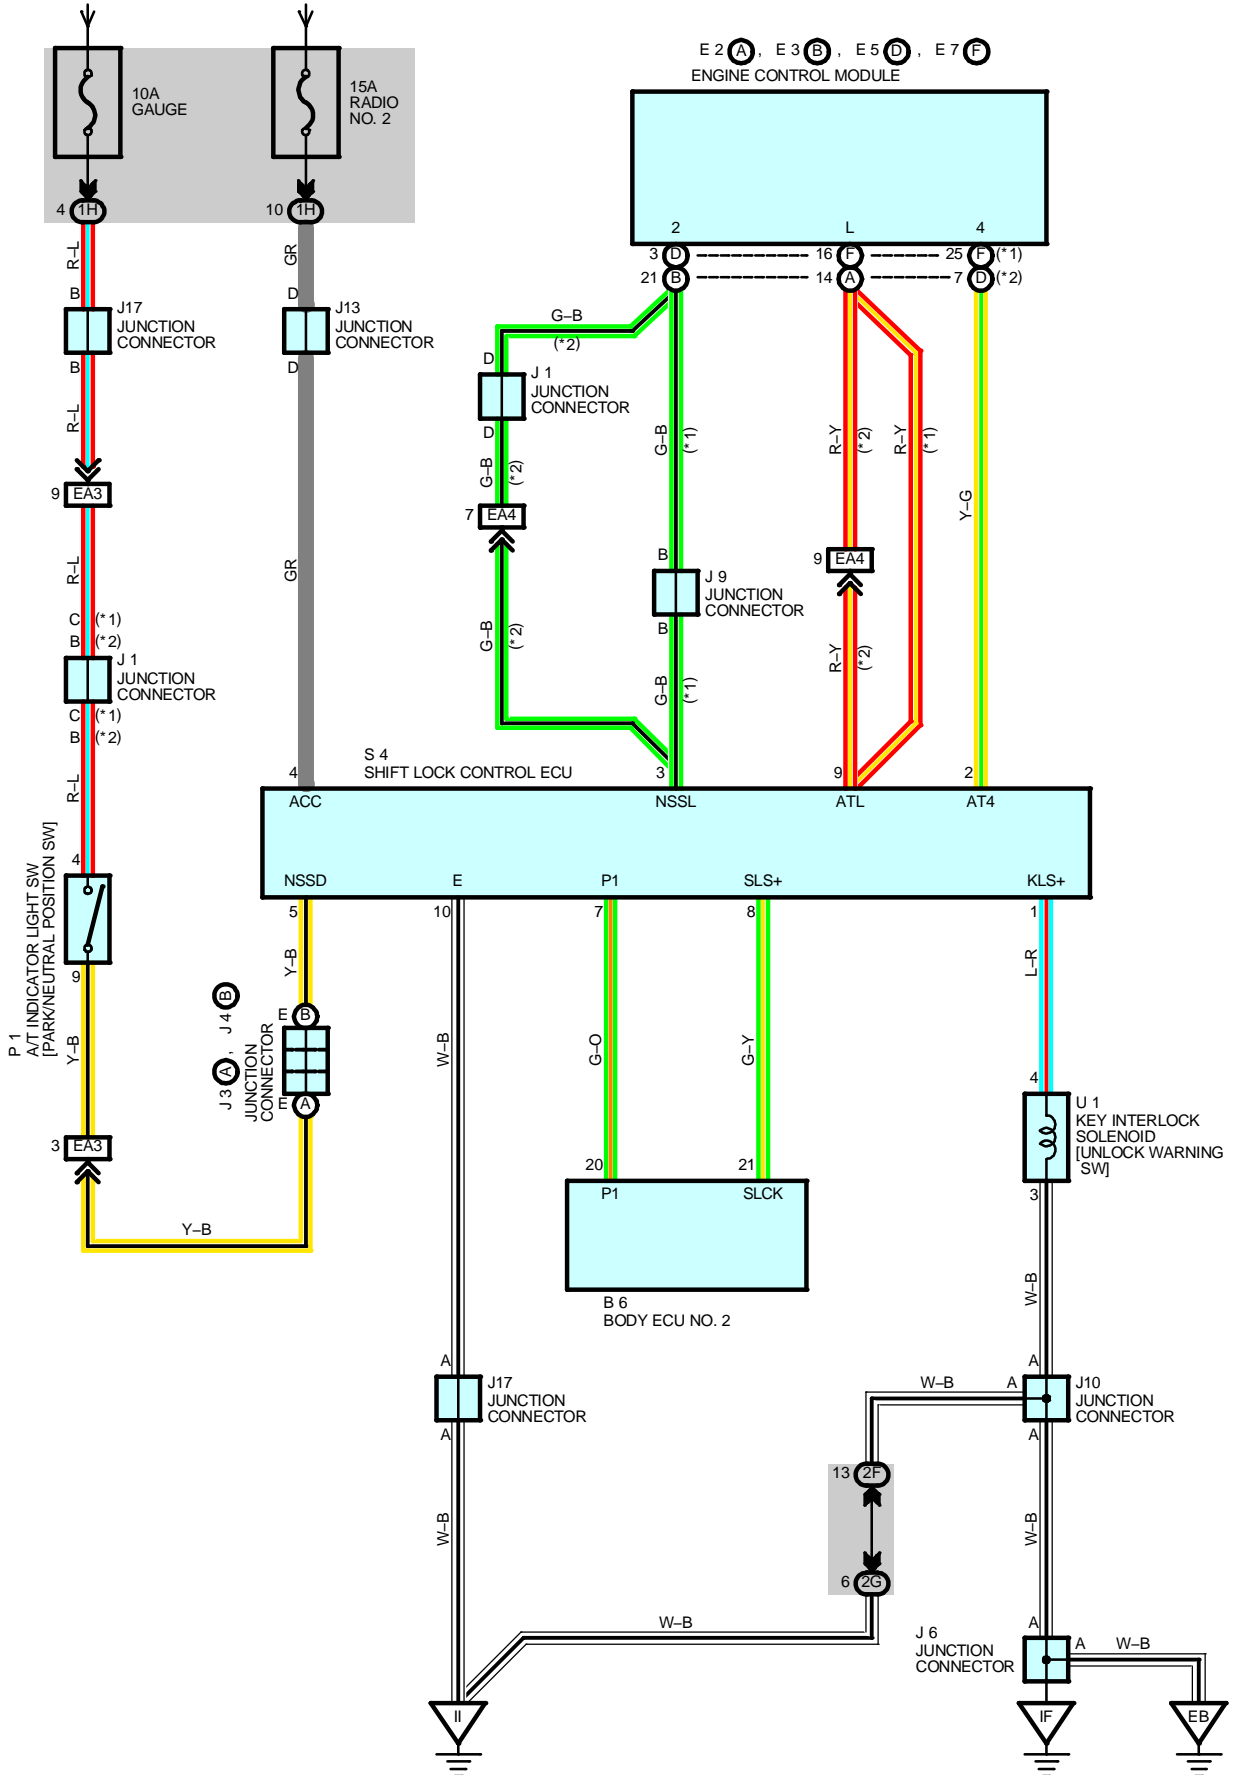 E 2 A , E 3 B , E 5 D , E 7 F
ENGINE CONTROL MODULE
10A
GAUGE
15A
RADIO
NO. 2
4 1H
10 1H
2 L 4
3 D 16 F 25 F (*1)
21 B 14 A 7 D (*2)
R–L
GR
B
J17
JUNCTION
CONNECTOR
B
D
J13
JUNCTION
CONNECTOR
D
G–B
(*2)
D
J 1
JUNCTION
CONNECTOR
D
R–L
G–B
(*2)
G–B
(*1)
R–Y
(*2)
R–Y
(*1)
Y–G
9 EA3
7 EA4
9 EA4
R–L
GR
B
J 9
JUNCTION
CONNECTOR
B
G–B
(*2)
G–B
(*1)
R–Y
(*2)
C (*1)
B (*2)
J 1
JUNCTION
CONNECTOR
C (*1)
B (*2)
R–L
S 4
SHIFT LOCK CONTROL ECU
4 3 9 2
ACC NSSL ATL AT4
NSSD E P1 SLS+ KLS+
5 10 7 8 1
P 1
A/T INDICATOR LIGHT SW
[PARK/NEUTRAL POSITION SW]
4
9
Y–B
Y–B
W–B
G–O
G–Y
L–R
J 3 A , J 4 B
JUNCTION
CONNECTOR
E B
E A
3 EA3
Y–B
4
U 1
KEY INTERLOCK
SOLENOID
[UNLOCK WARNING
SW]
3
20 21
P1 SLCK
B 6
BODY ECU NO. 2
W–B
A
J17
JUNCTION
CONNECTOR
A
W–B
A
A
J10
JUNCTION
CONNECTOR
A
13 2F
6 2G
W–B
W–B
W–B
J 6
JUNCTION
CONNECTOR
A
A
W–B
II
IF
EB